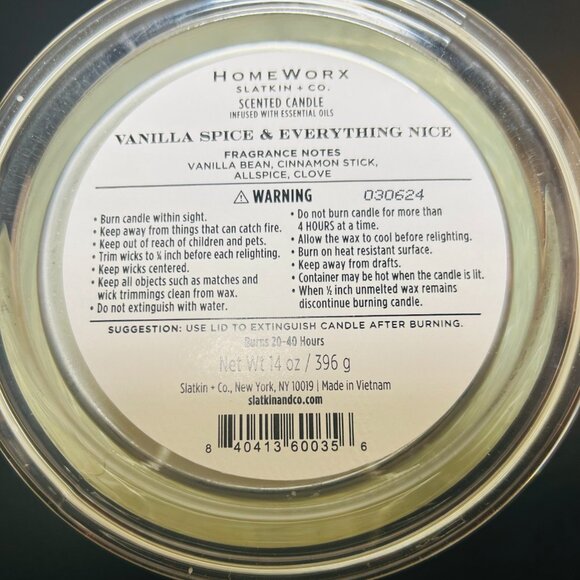 HOMEWORX
SLATKIN + CO.
SCENTED CANDLE
INFUSED WITH ESSENTIAL OILS
VANILLA SPICE & EVERYTHING NICE
FRAGRANCE NOTES
VANILLA BEAN, CINNAMON STICK,
ALLSPICE, CLOVE
⚠ WARNING 030624
• Burn candle within sight.
• Keep away from things that can catch fire.
• Keep out of reach of children and pets.
• Trim wicks to ¼ inch before each relighting.
• Keep wicks centered.
• Keep all objects such as matches and
wick trimmings clean from wax.
• Do not extinguish with water.
• Do not burn candle for more than
4 HOURS at a time.
• Allow the wax to cool before relighting.
• Burn on heat resistant surface.
• Keep away from drafts.
• Container may be hot when the candle is lit.
• When ½ inch unmelted wax remains
discontinue burning candle.
SUGGESTION: USE LID TO EXTINGUISH CANDLE AFTER BURNING.
Burns 20-40 Hours
Net Wt 14 oz / 396 g
Slatkin + Co., New York, NY 10019 | Made in Vietnam
slatkinandco.com
8 40413 60035 6